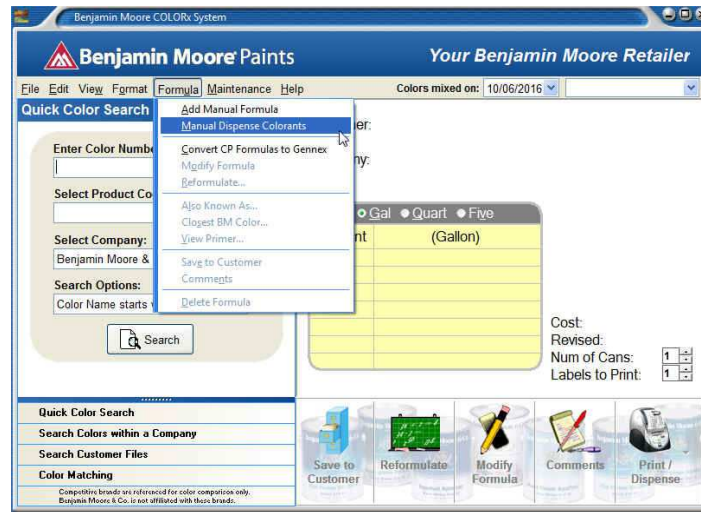 Benjamin Moore COLORx System
Benjamin Moore Paints
Your Benjamin Moore Retailer
File Edit View Format Formula Maintenance Help
Colors mixed on: 10/06/2016
Quick Color Search
Add Manual Formula
Manual Dispense Colorants
Convert CP Formulas to Gennex
Modify Formula
Reformulate...
Also Known As...
Closest BM Color...
View Primer...
Save to Customer
Comments
Delete Formula
Enter Color Numbe
Select Product Co
Select Company:
Benjamin Moore &
Search Options:
Color Name starts
Search
er:
ny:
Gal Quart Five
nt (Gallon)
Cost:
Revised:
Num of Cans: 1
Labels to Print: 1
Quick Color Search
Search Colors within a Company
Search Customer Files
Color Matching
Competitive brands are referenced for color comparison only.
Benjamin Moore & Co. is not affiliated with these brands.
Save to Customer
Reformulate
Modify Formula
Comments
Print / Dispense